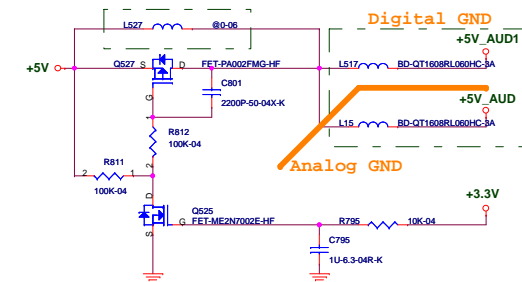 Digital GND
L527
@0-06
+5V_AUD1
+5V
Q527
S
D
FET-PA002FMG-HF
L517
BD-QT1608RL060HC-3A
G
C801
2200P-50-04X-K
+5V_AUD
R812
100K-04
L15
BD-QT1608RL060HC-3A
Analog GND
R811
2
1
2
100K-04
D
Q525
FET-ME2N7002E-HF
G
S
+3.3V
R795
10K-04
C795
1U-6.3-04R-K